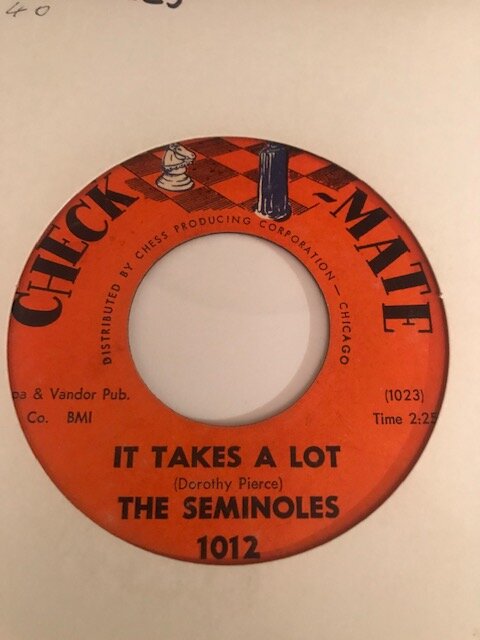 40
CHECK-MATE
DISTRIBUTED BY CHESS PRODUCING CORPORATION — CHICAGO
& Vandor Pub.
Co. BMI
(1023)
Time 2:25
IT TAKES A LOT
(Dorothy Pierce)
THE SEMINOLES
1012